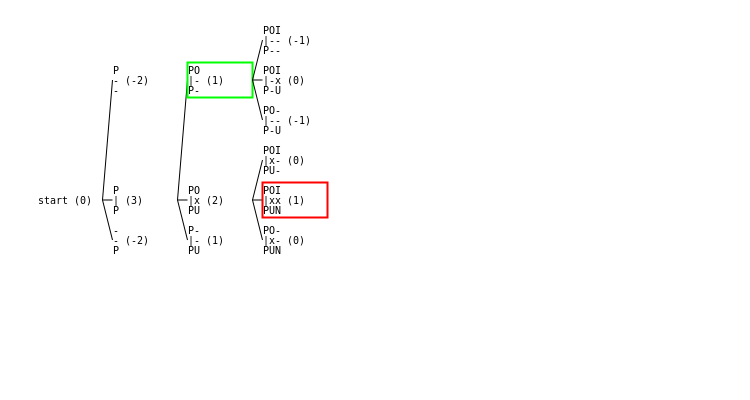 POI
|-- (-1)
P--
P
- (-2)
-
PO
|- (1)
P-
POI
|-x (0)
P-U
PO-
|-- (-1)
P-U
POI
|x- (0)
PU-
start (0)
P
| (3)
P
PO
|x (2)
PU
POI
|xx (1)
PUN
-
- (-2)
P
P-
|- (1)
PU
PO-
|x- (0)
PUN